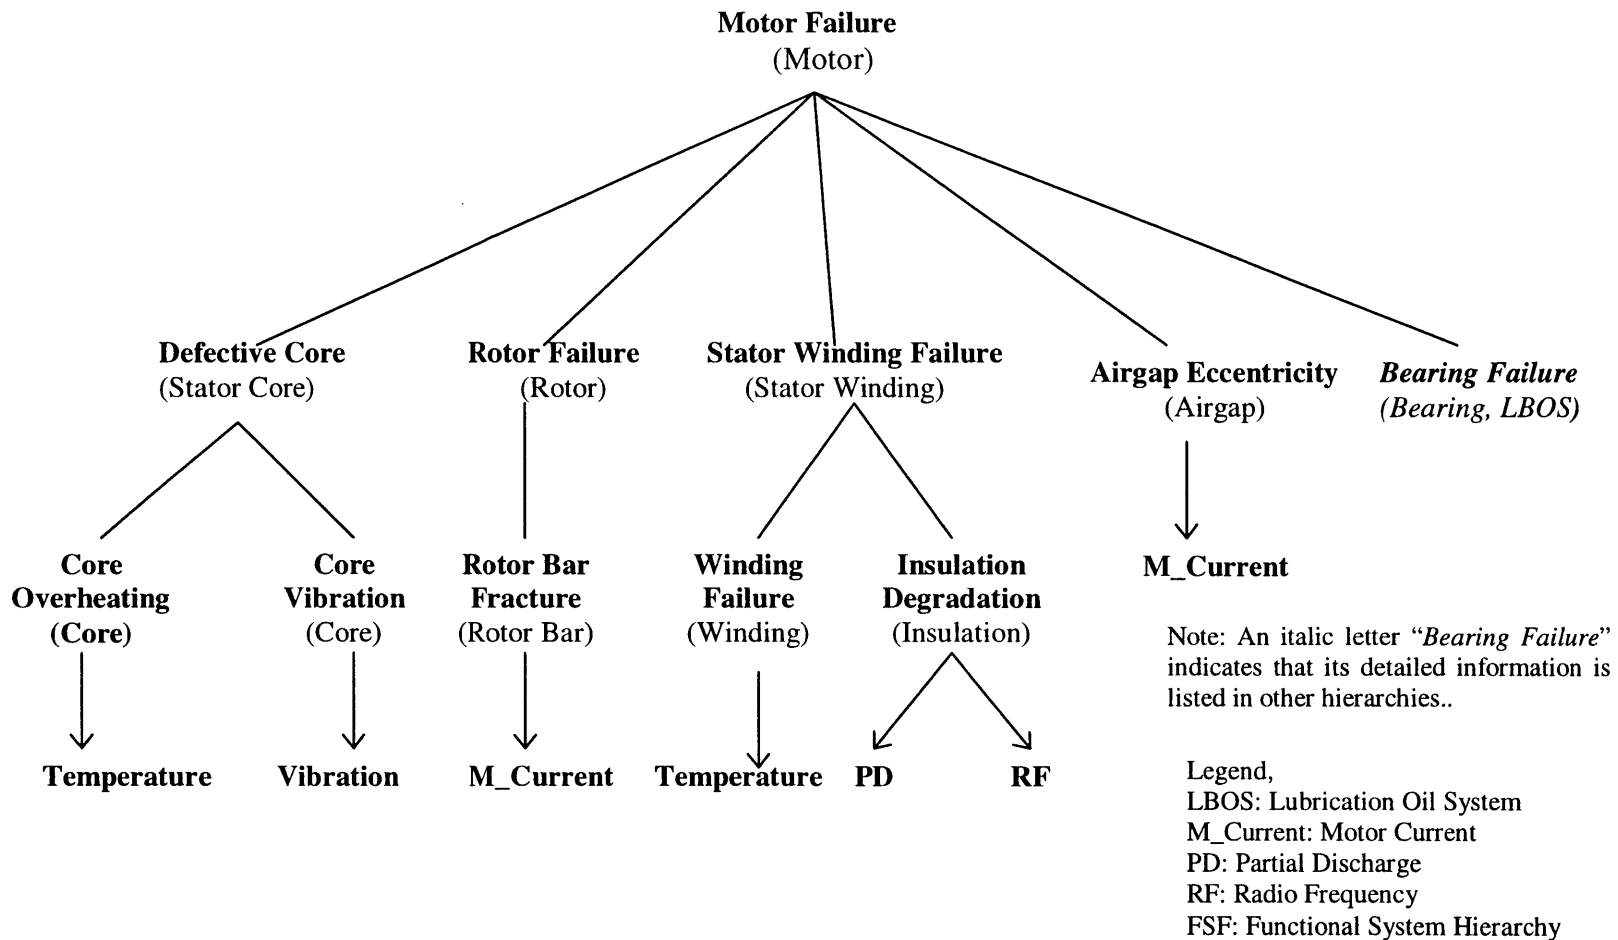 Motor Failure
(Motor)
Defective Core
(Stator Core)
Rotor Failure
(Rotor)
Stator Winding Failure
(Stator Winding)
Airgap Eccentricity
(Airgap)
Bearing Failure
(Bearing, LBOS)
Core
Overheating
(Core)
Core
Vibration
(Core)
Rotor Bar
Fracture
(Rotor Bar)
Winding
Failure
(Winding)
Insulation
Degradation
(Insulation)
M_Current
Temperature
Vibration
M_Current
Temperature
PD
RF
Note: An italic letter “Bearing Failure”
indicates that its detailed information is
listed in other hierarchies..
Legend,
LBOS: Lubrication Oil System
M_Current: Motor Current
PD: Partial Discharge
RF: Radio Frequency
FSF: Functional System Hierarchy